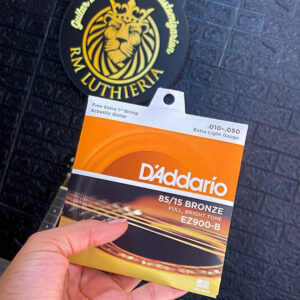 RM LUTHIERIA
Free Extra 1st String
Acoustic Guitar
.010-.050
Extra Light Gauge
D'Addario
85/15 BRONZE
FULL, BRIGHT TONE
EZ900-B